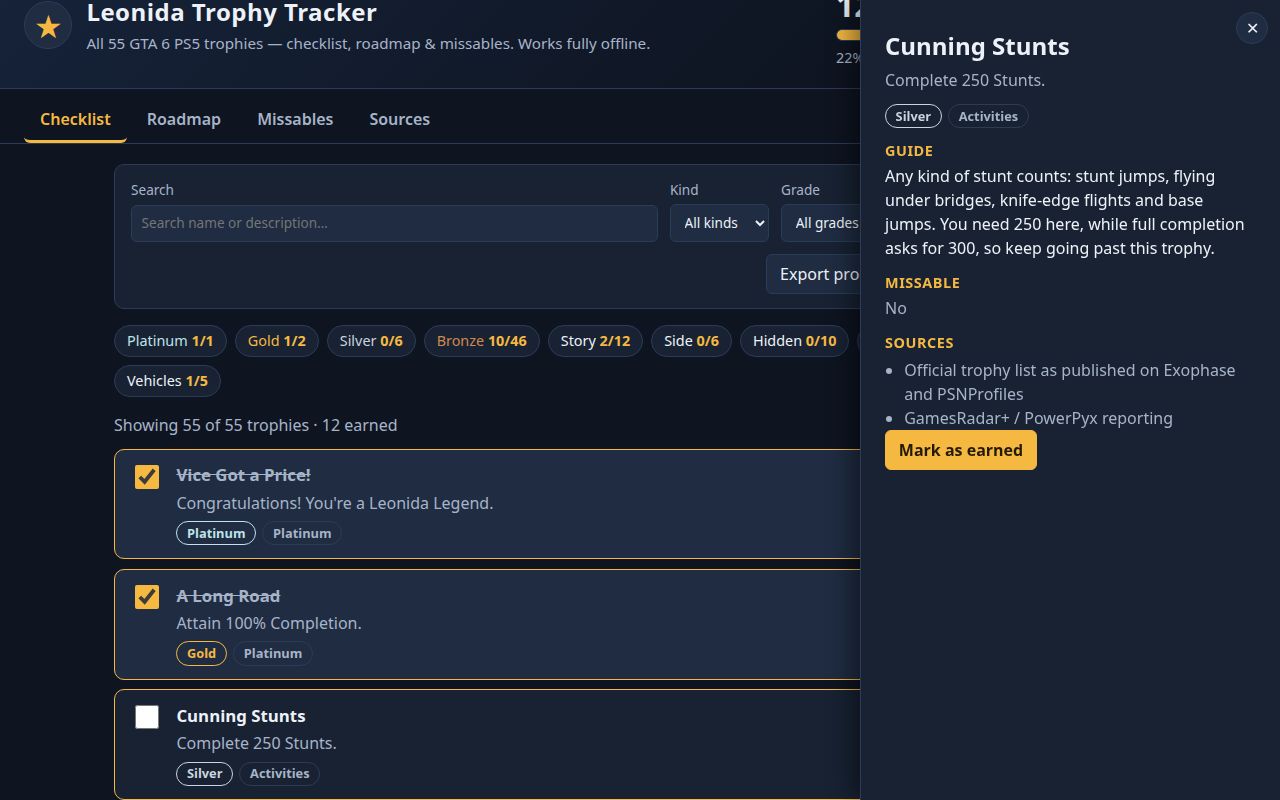 Leonida Trophy Tracker
All 55 GTA 6 PS5 trophies — checklist, roadmap & missables. Works fully offline.
22%
Checklist
Roadmap
Missables
Sources
Search
Kind
Grade
Search name or description...
All kinds
All grades
Export pro
Platinum 1/1
Gold 1/2
Silver 0/6
Bronze 10/46
Story 2/12
Side 0/6
Hidden 0/10
Vehicles 1/5
Showing 55 of 55 trophies · 12 earned
Vice Got a Price!
Congratulations! You're a Leonida Legend.
Platinum
Platinum
A Long Road
Attain 100% Completion.
Gold
Platinum
Cunning Stunts
Complete 250 Stunts.
Silver
Activities
Cunning Stunts
Complete 250 Stunts.
Silver
Activities
GUIDE
Any kind of stunt counts: stunt jumps, flying
under bridges, knife-edge flights and base
jumps. You need 250 here, while full completion
asks for 300, so keep going past this trophy.
MISSABLE
No
SOURCES
Official trophy list as published on Exophase
and PSNProfiles
GamesRadar+ / PowerPyx reporting
Mark as earned